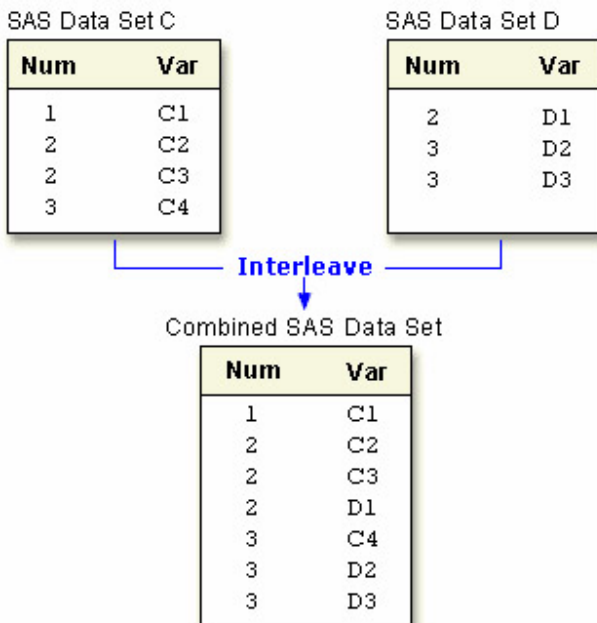 SAS Data Set C
Num Var
1 C1
2 C2
2 C3
3 C4
SAS Data Set D
Num Var
2 D1
3 D2
3 D3
Interleave
Combined SAS Data Set
Num Var
1 C1
2 C2
2 C3
2 D1
3 C4
3 D2
3 D3